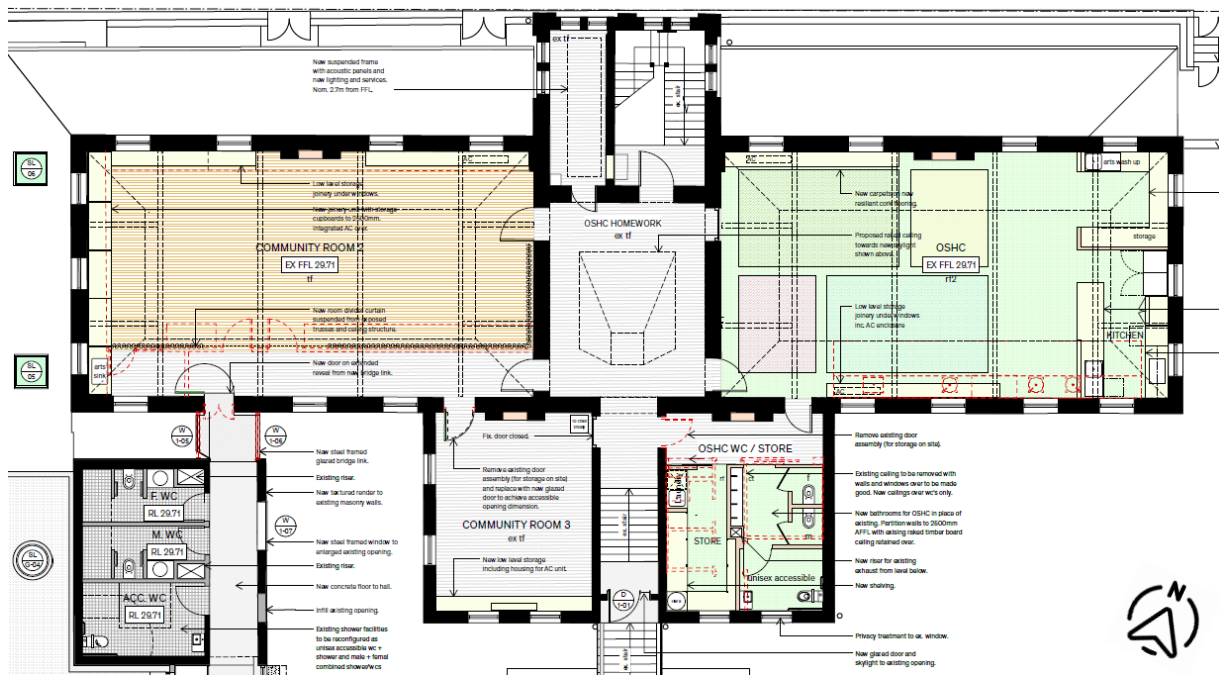 ex tf
New suspended frame
with acoustic panels and
new lighting and services.
Nom. 2.7m from FFL.
ex. stair
SL
06
AC
AC
arts wash up
Low level storage
joinery under windows.
New carpets on new
resilient cord flooring.
New joinery unit with storage
cupboards to 2500mm.
integrated AC over.
OSHC HOMEWORK
ex tf
Proposed raked ceiling
towards new skylight
shown above.
storage
COMMUNITY ROOM 2
EX FFL 29.71
tf
OSHC
EX FFL 29.71
rf2
New room divider curtain
suspended from exposed
trusses and ceiling structure.
Low level storage
joinery under windows
inc. AC enclosure
KITCHEN
SL
05
arts
sink
New door on extended
reveal from new bridge link.
AC
W
1-05
W
1-06
Fix. door closed.
OSHC WC / STORE
Remove existing door
assembly (for storage on site)
New steel framed
glazed bridge link.
Existing riser.
New textured render to
existing masonry walls.
Remove existing door
assembly (for storage on site)
and replace with new glazed
door to achieve accessible
opening dimension.
Laundry
Existing ceiling to be removed with
walls and windows over to be made
good. New ceilings over wc's only.
F. WC
RL 29.71
W
1-07
COMMUNITY ROOM 3
ex tf
ex. stair
STORE
New bathrooms for OSHC in place of
existing. Partition walls to 2600mm
AFFL with existing raked timber board
ceiling retained over.
M. WC
RL 29.71
New steel framed window to
enlarged existing opening.
Existing riser.
SL
G-04
New low level storage
including housing for AC unit.
New riser for existing
exhaust from level below.
unisex accessible
New concrete floor to hall.
New shelving.
ACC. WC
RL 29.71
D
1-01
Infill existing opening.
Existing shower facilities
to be reconfigured as
unisex accessible wc +
shower and male + femal
combined shower/wcs
ex. stair
Privacy treatment to ex. window.
New glazed door and
skylight to existing opening.
N